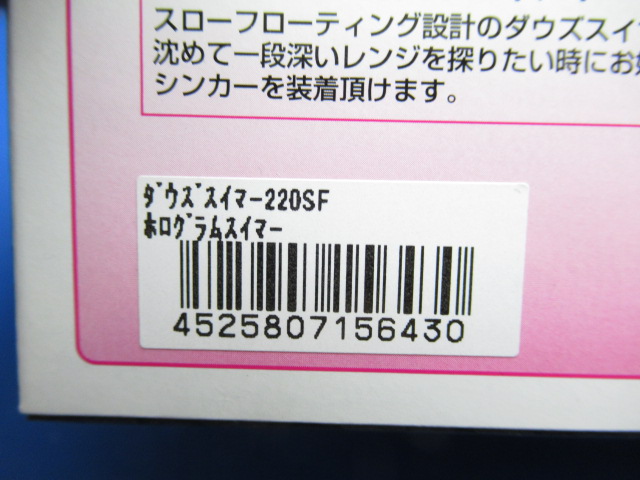 スローフローティング設計のダウズスイ
沈めて一段深いレンジを探りたい時にお
シンカーを装着頂けます。
ダウズスイマー220SF
ホログラムスイマー
4525807156430